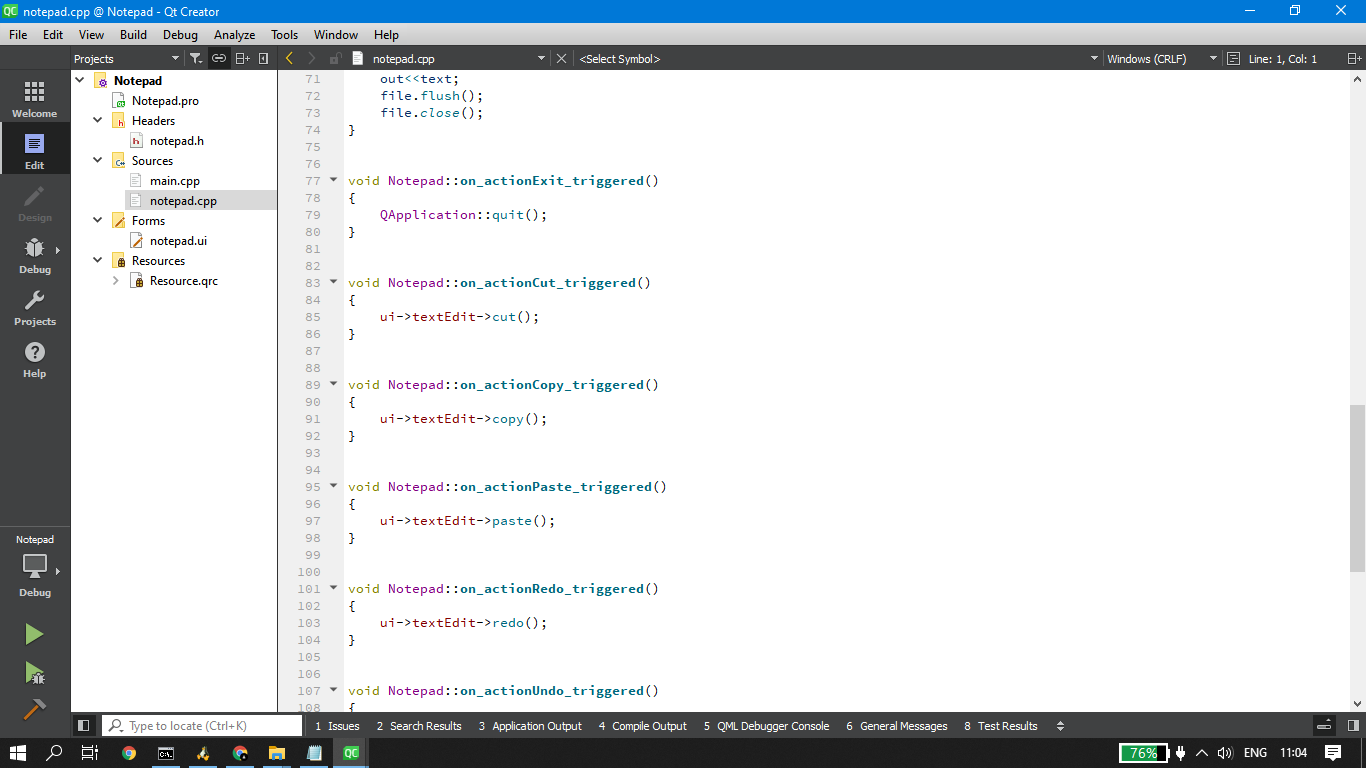 QC notepad.cpp @ Notepad - Qt Creator
File Edit View Build Debug Analyze Tools Window Help
Projects notepad.cpp <Select Symbol> Windows (CRLF) Line: 1, Col: 1
Welcome
Edit
Design
Debug
Projects
Help
Notepad
Debug
Notepad
Notepad.pro
Headers
notepad.h
Sources
main.cpp
notepad.cpp
Forms
notepad.ui
Resources
Resource.qrc
71 out<<text;
72 file.flush();
73 file.close();
74 }
75
76
77 void Notepad::on_actionExit_triggered()
78 {
79 QApplication::quit();
80 }
81
82
83 void Notepad::on_actionCut_triggered()
84 {
85 ui->textEdit->cut();
86 }
87
88
89 void Notepad::on_actionCopy_triggered()
90 {
91 ui->textEdit->copy();
92 }
93
94
95 void Notepad::on_actionPaste_triggered()
96 {
97 ui->textEdit->paste();
98 }
99
100
101 void Notepad::on_actionRedo_triggered()
102 {
103 ui->textEdit->redo();
104 }
105
106
107 void Notepad::on_actionUndo_triggered()
108 {
Type to locate (Ctrl+K) 1 Issues 2 Search Results 3 Application Output 4 Compile Output 5 QML Debugger Console 6 General Messages 8 Test Results
QC 76% ENG 11:04